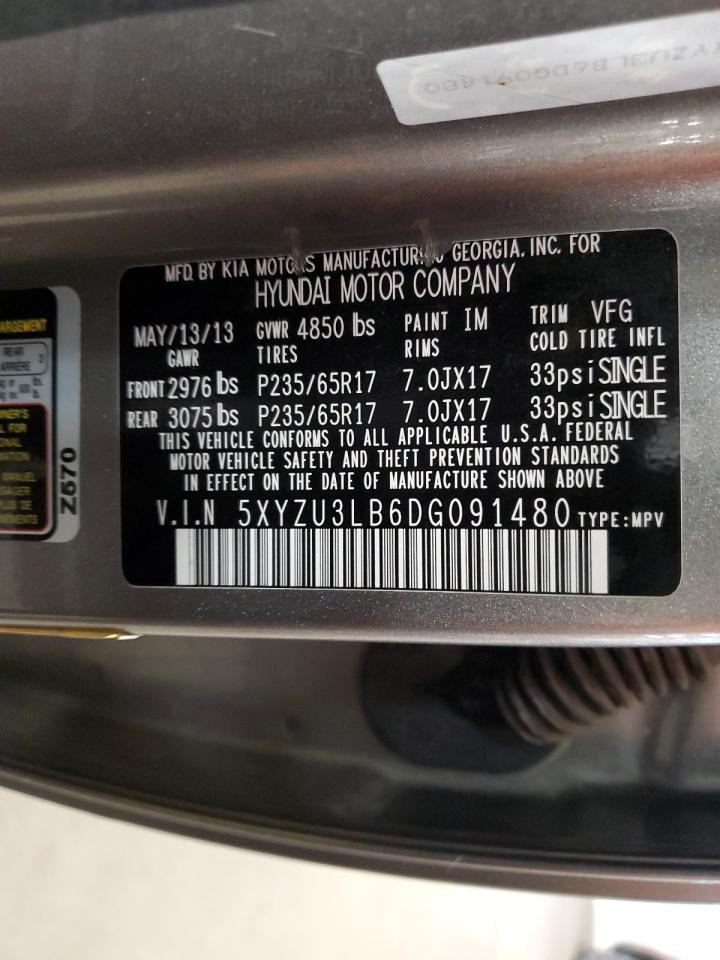 YZU3LB6DG091480
MFD. BY KIA MOTORS MANUFACTURING GEORGIA, INC. FOR
HYUNDAI MOTOR COMPANY
MAY/13/13 GVWR 4850 lbs PAINT IM TRIM VFG
GAWR TIRES RIMS COLD TIRE INFL
FRONT 2976 lbs P235/65R17 7.0JX17 33psi SINGLE
REAR 3075 lbs P235/65R17 7.0JX17 33psi SINGLE
THIS VEHICLE CONFORMS TO ALL APPLICABLE U.S.A. FEDERAL
MOTOR VEHICLE SAFETY AND THEFT PREVENTION STANDARDS
IN EFFECT ON THE DATE OF MANUFACTURE SHOWN ABOVE
V.I.N 5XYZU3LB6DG091480 TYPE:MPV
REAR
Z570